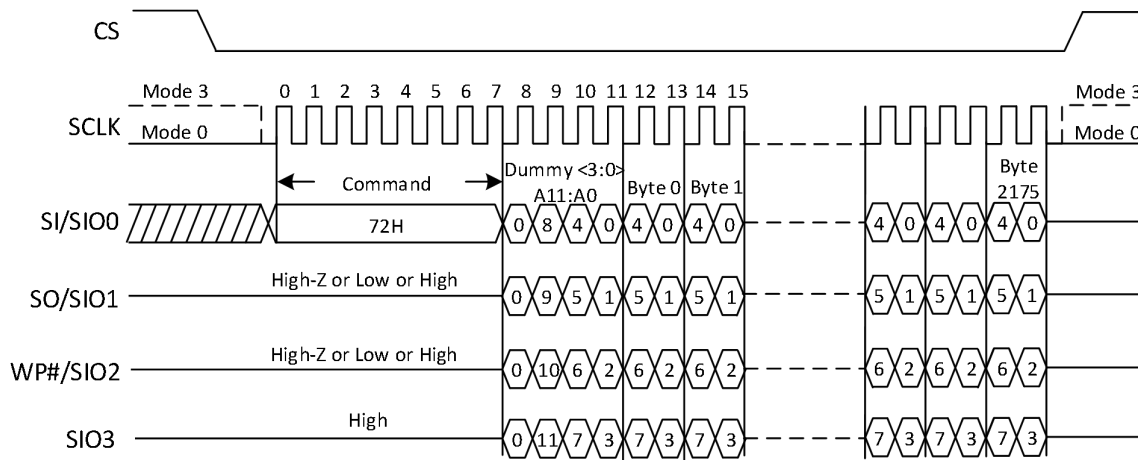 CS
0 1 2 3 4 5 6 7 8 9 10 11 12 13 14 15
Mode 3 Mode 3
SCLK
Mode 0 Mode 0
Dummy <3:0> Byte
Command A11:A0 Byte 0 Byte 1 2175
SI/SIO0 72H 0 8 4 0 4 0 4 0 4 0 4 0 4 0
High-Z or Low or High
SO/SIO1 0 9 5 1 5 1 5 1 5 1 5 1 5 1
High-Z or Low or High
WP#/SIO2 0 10 6 2 6 2 6 2 6 2 6 2 6 2
High
SIO3 0 11 7 3 7 3 7 3 7 3 7 3 7 3